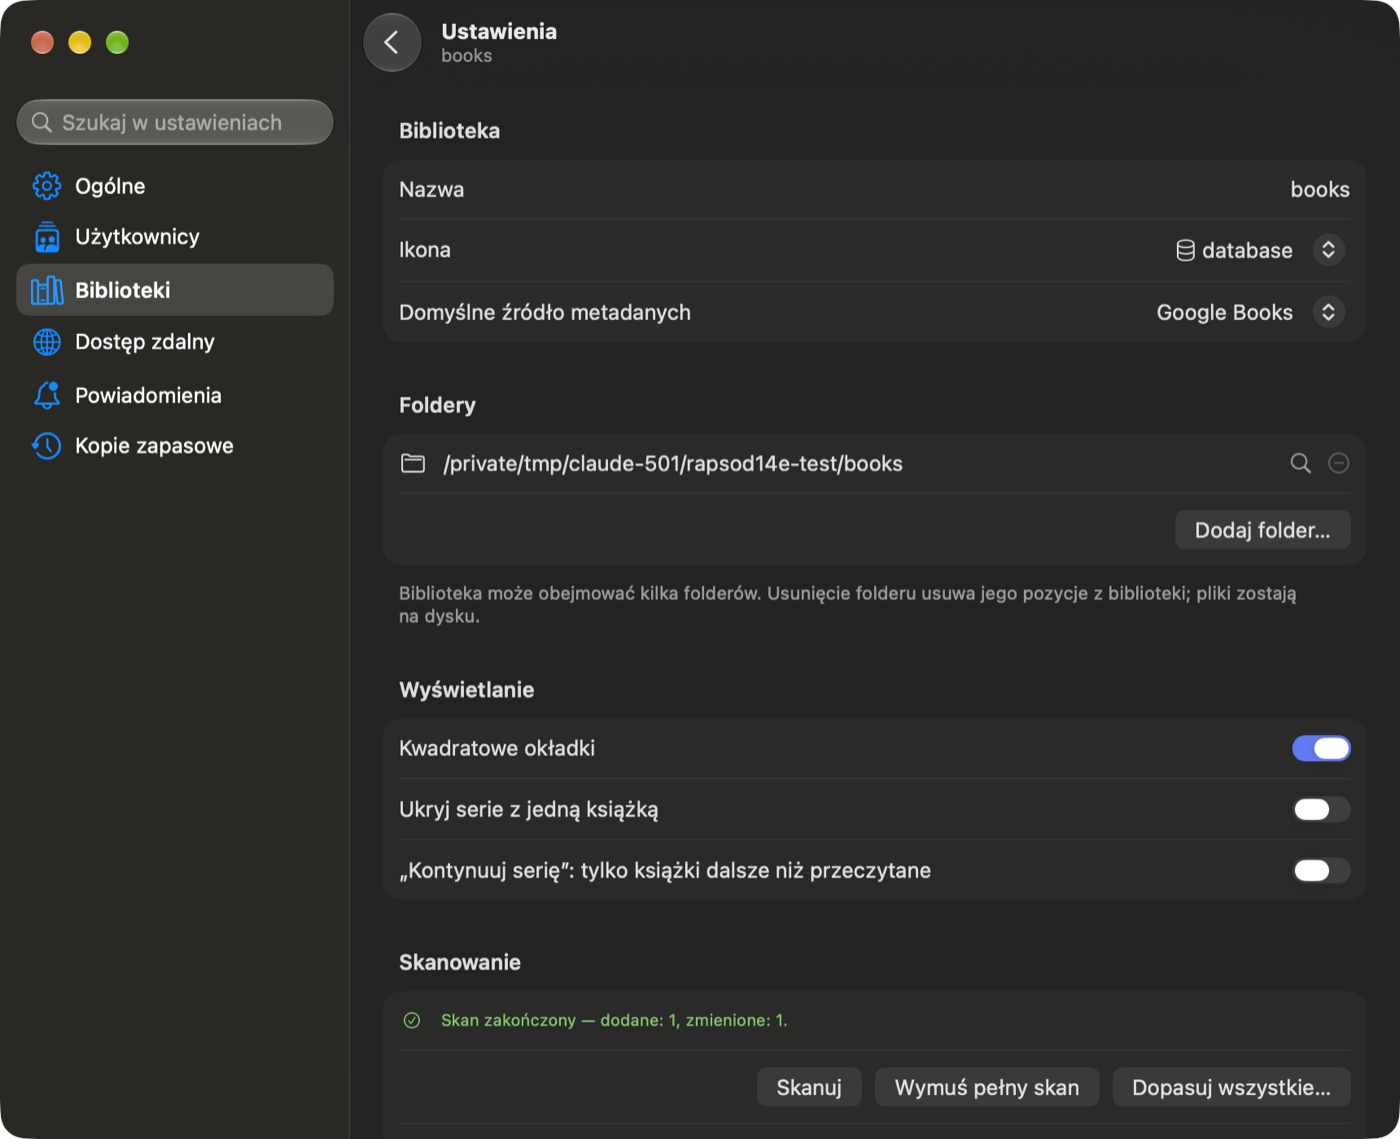 Ustawienia
books
Szukaj w ustawieniach
Ogólne
Użytkownicy
Biblioteki
Dostęp zdalny
Powiadomienia
Kopie zapasowe
Biblioteka
Nazwa books
Ikona database
Domyślne źródło metadanych Google Books
Foldery
/private/tmp/claude-501/rapsod14e-test/books
Dodaj folder...
Biblioteka może obejmować kilka folderów. Usunięcie folderu usuwa jego pozycje z biblioteki; pliki zostają
na dysku.
Wyświetlanie
Kwadratowe okładki
Ukryj serie z jedną książką
„Kontynuuj serię”: tylko książki dalsze niż przeczytane
Skanowanie
Skan zakończony — dodane: 1, zmienione: 1.
Skanuj Wymuś pełny skan Dopasuj wszystkie...